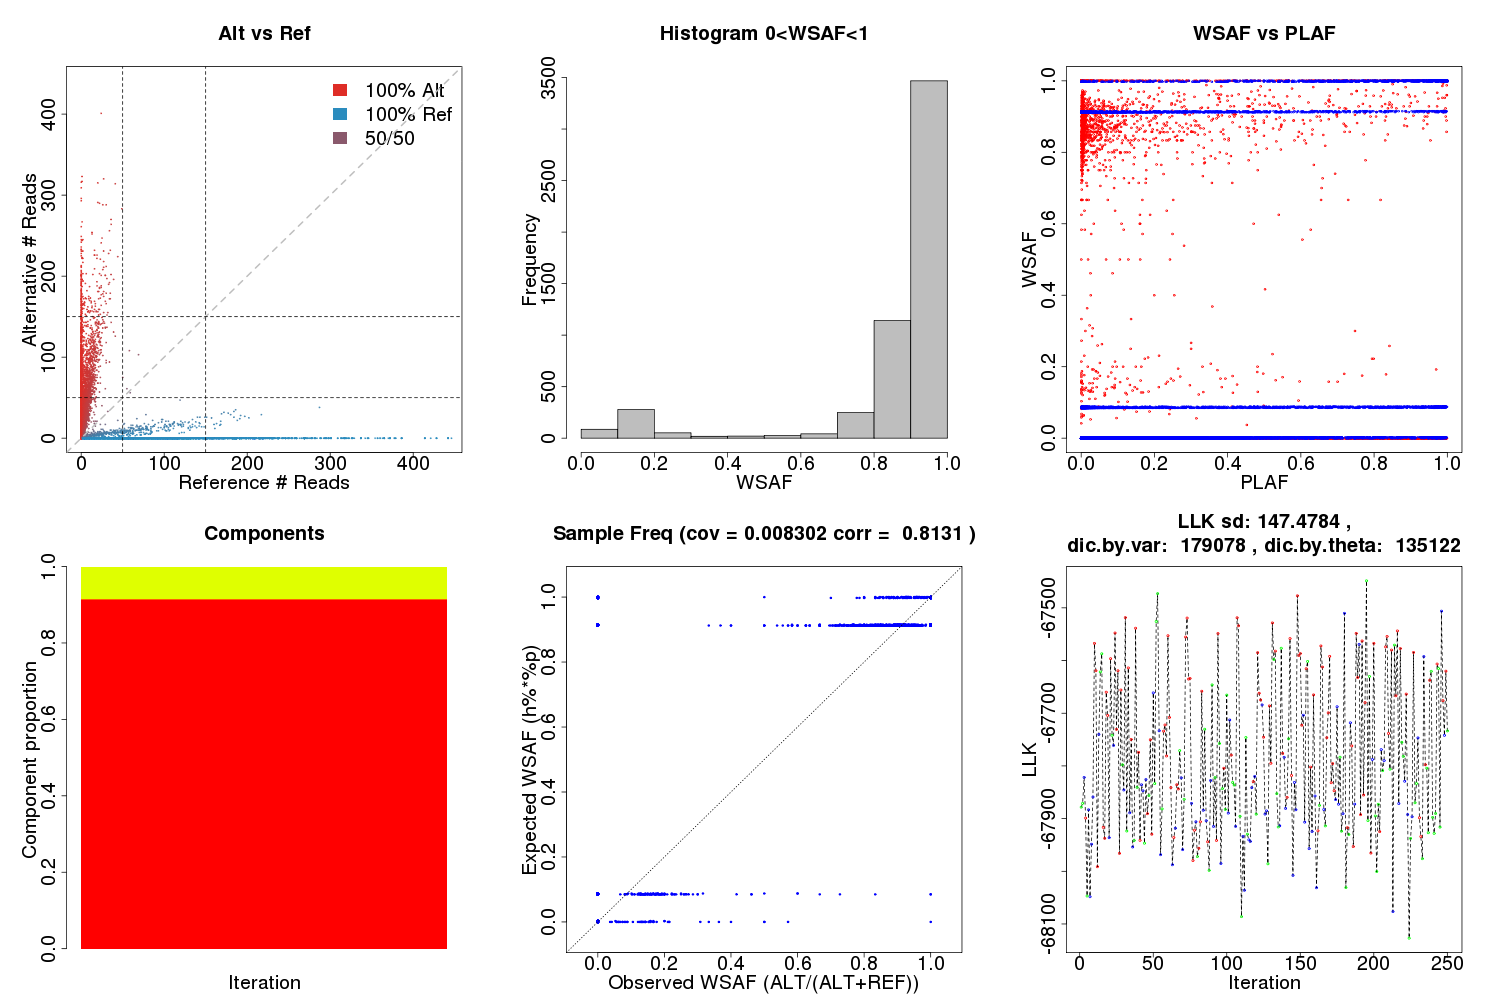 Alt vs Ref
100% Alt
100% Ref
50/50
Alternative # Reads
0 100 200 300 400
0 100 200 300 400
Reference # Reads
Histogram 0<WSAF<1
Frequency
0 500 1500 2500 3500
0.0 0.2 0.4 0.6 0.8 1.0
WSAF
WSAF vs PLAF
WSAF
0.0 0.2 0.4 0.6 0.8 1.0
0.0 0.2 0.4 0.6 0.8 1.0
PLAF
Components
Component proportion
0.0 0.2 0.4 0.6 0.8 1.0
Iteration
Sample Freq (cov = 0.008302 corr = 0.8131 )
Expected WSAF (h%*%p)
0.0 0.2 0.4 0.6 0.8 1.0
0.0 0.2 0.4 0.6 0.8 1.0
Observed WSAF (ALT/(ALT+REF))
LLK sd: 147.4784 ,
dic.by.var: 179078 , dic.by.theta: 135122
LLK
-68100 -67900 -67700 -67500
0 50 100 150 200 250
Iteration